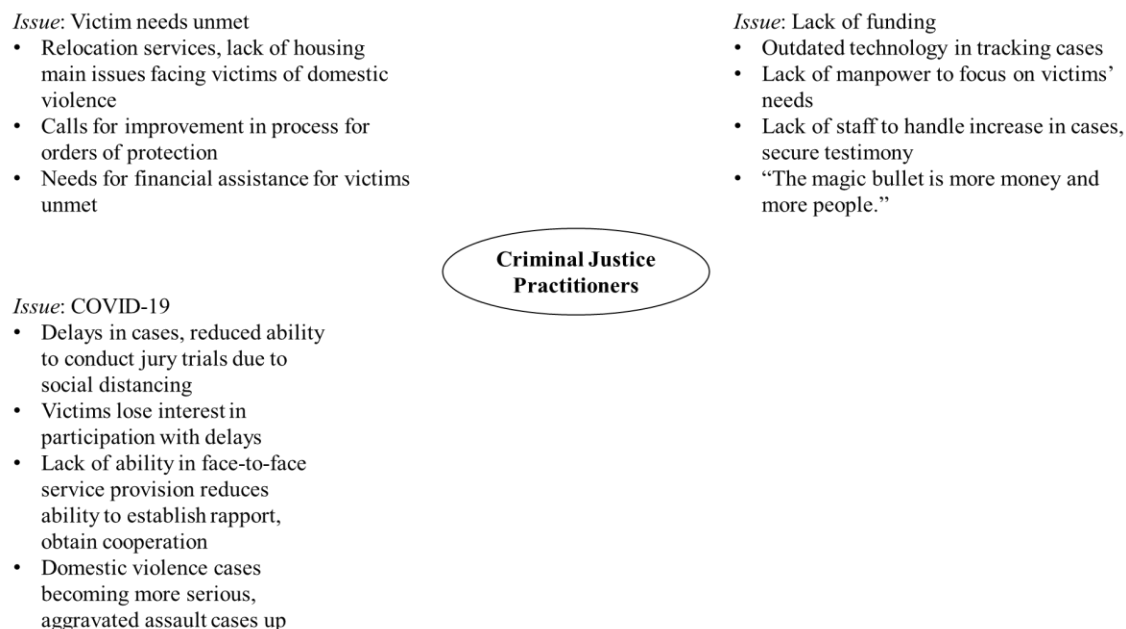 Issue: Victim needs unmet
• Relocation services, lack of housing
main issues facing victims of domestic
violence
• Calls for improvement in process for
orders of protection
• Needs for financial assistance for victims
unmet
Issue: Lack of funding
• Outdated technology in tracking cases
• Lack of manpower to focus on victims’
needs
• Lack of staff to handle increase in cases,
secure testimony
• “The magic bullet is more money and
more people.”
Criminal Justice
Practitioners
Issue: COVID-19
• Delays in cases, reduced ability
to conduct jury trials due to
social distancing
• Victims lose interest in
participation with delays
• Lack of ability in face-to-face
service provision reduces
ability to establish rapport,
obtain cooperation
• Domestic violence cases
becoming more serious,
aggravated assault cases up